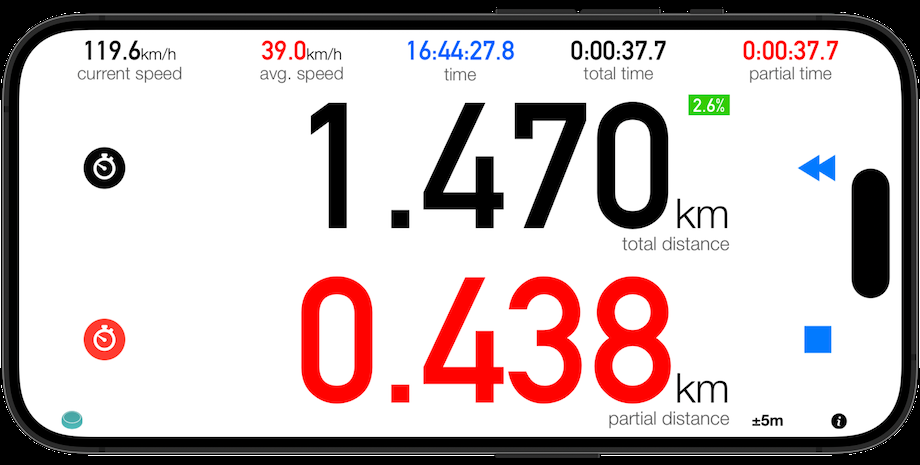 119.6km/h 39.0km/h 16:44:27.8 0:00:37.7 0:00:37.7
current speed avg. speed time total time partial time
2.6%
1.470km
total distance
0.438km
partial distance ±5m i